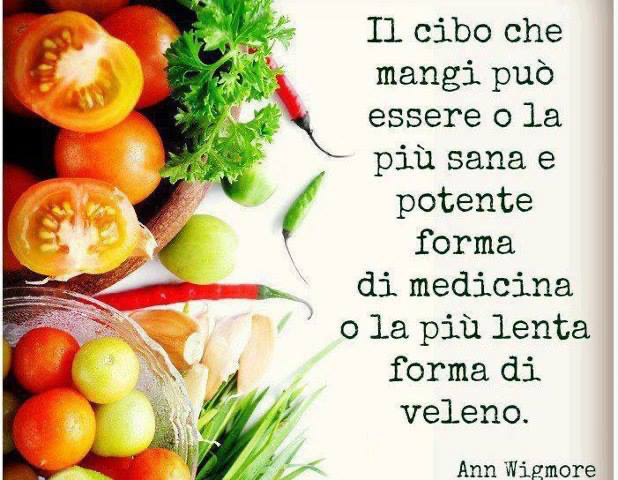 Il cibo che
mangi può
essere o la
più sana e
potente
forma
di medicina
o la più lenta
forma di
veleno.
Ann Wigmore